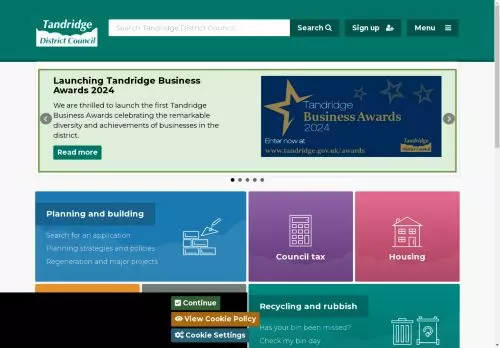 Tandridge
District Council
Search Tandridge District Council...
Search
Sign up
Menu
Launching Tandridge Business
Awards 2024
We are thrilled to launch the first Tandridge
Business Awards celebrating the remarkable
diversity and achievements of businesses in the
district.
Read more
Tandridge
Business Awards
2024
Enter now at
www.tandridge.gov.uk/awards
Tandridge
District Council
Planning and building
Search for an application
Planning strategies and policies
Regeneration and major projects
Council tax
Housing
Continue
View Cookie Policy
Cookie Settings
Recycling and rubbish
Has your bin been missed?
Check my bin day